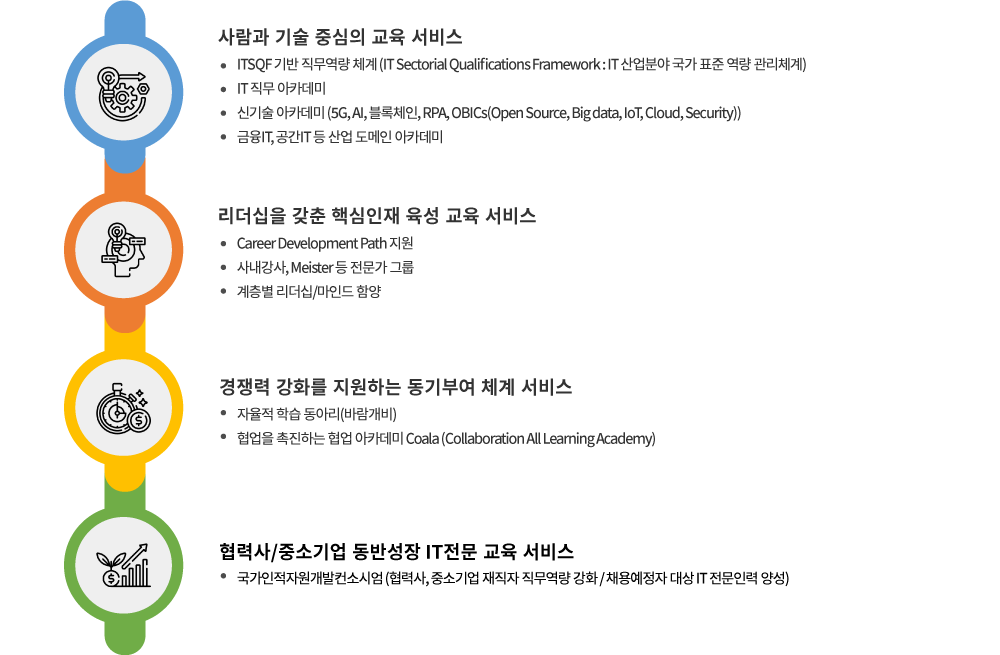 사람과 기술 중심의 교육 서비스
• ITSQF 기반 직무역량 체계 (IT Sectorial Qualifications Framework : IT 산업분야 국가 표준 역량 관리체계)
• IT 직무 아카데미
• 신기술 아카데미 (5G, AI, 블록체인, RPA, OBICs(Open Source, Big data, IoT, Cloud, Security))
• 금융IT, 공간IT 등 산업 도메인 아카데미
리더십을 갖춘 핵심인재 육성 교육 서비스
• Career Development Path 지원
• 사내강사, Meister 등 전문가 그룹
• 계층별 리더십/마인드 함양
경쟁력 강화를 지원하는 동기부여 체계 서비스
• 자율적 학습 동아리(바람개비)
• 협업을 촉진하는 협업 아카데미 Coala (Collaboration All Learning Academy)
협력사/중소기업 동반성장 IT전문 교육 서비스
• 국가인적자원개발컨소시엄 (협력사, 중소기업 재직자 직무역량 강화 / 채용예정자 대상 IT 전문인력 양성)